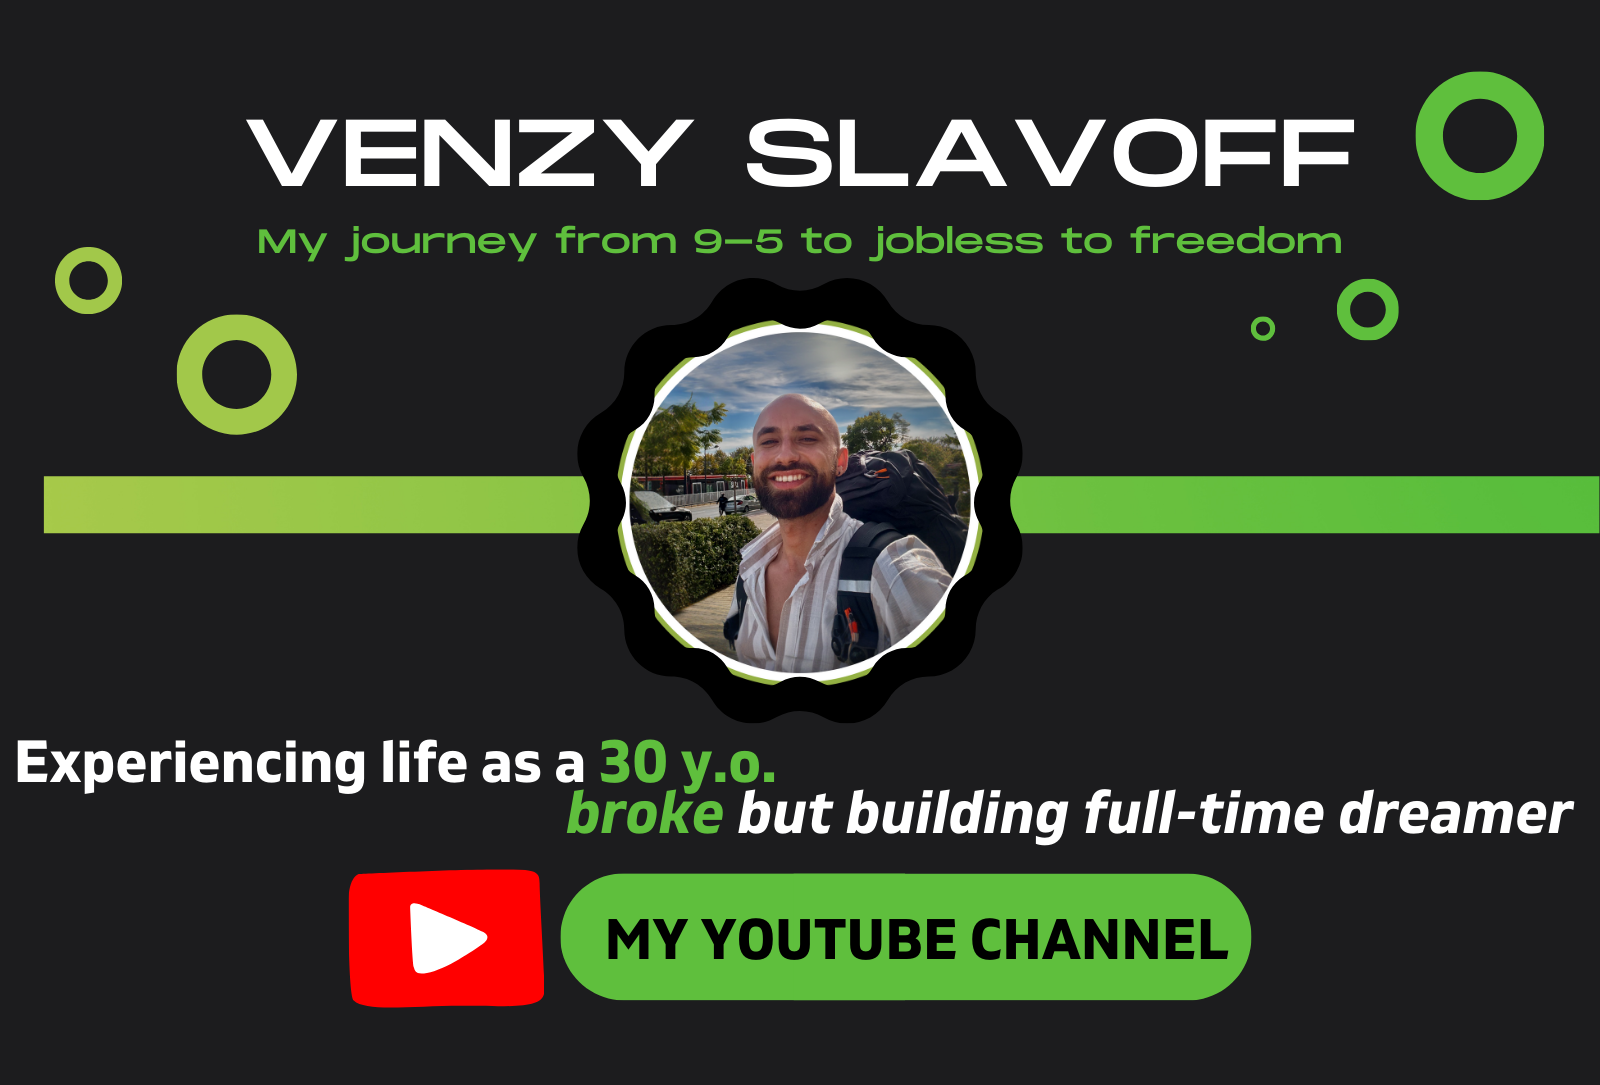 VENZY SLAVOFF
My journey from 9–5 to jobless to freedom
Experiencing life as a 30 y.o.
broke but building full-time dreamer
MY YOUTUBE CHANNEL